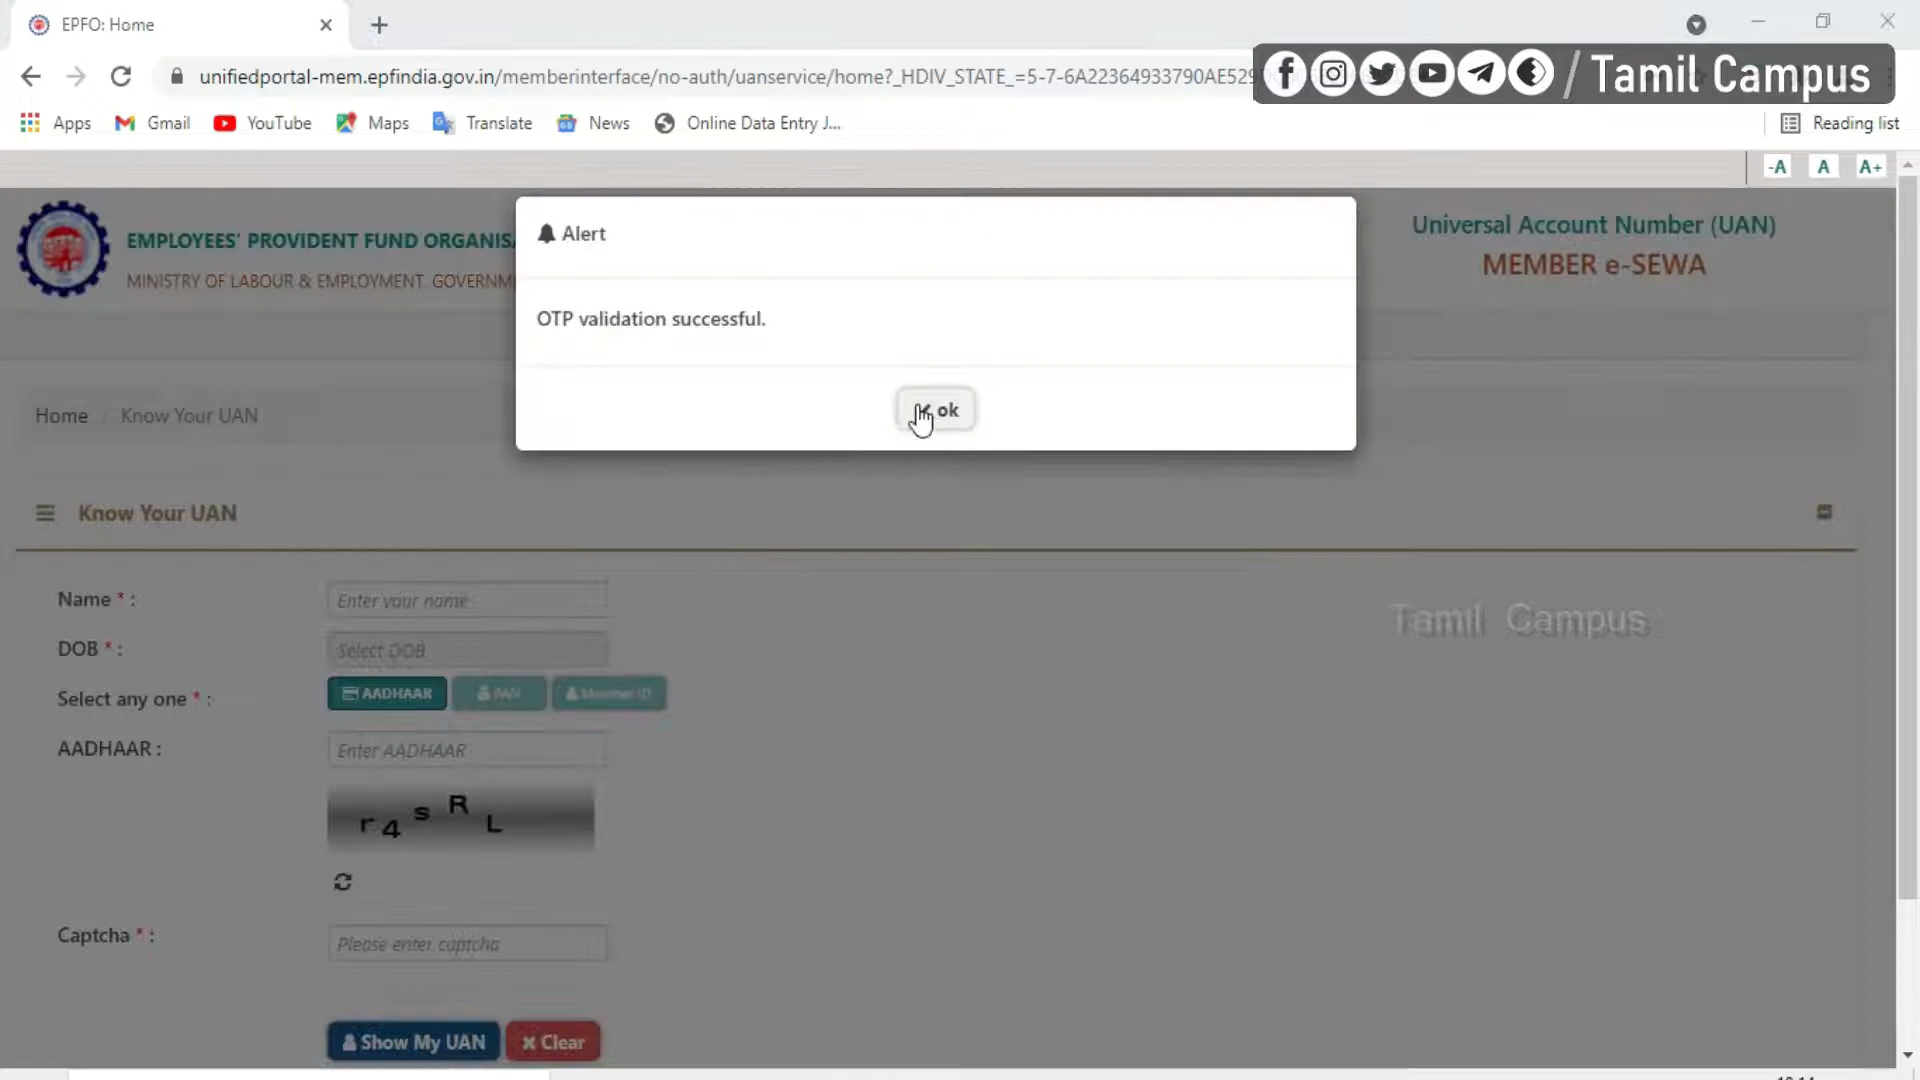 EPFO: Home
unifiedportal-mem.epfindia.gov.in/memberinterface/no-auth/uanservice/home?_HDIV_STATE_=5-7-6A22364933790AE529
/ Tamil Campus
Apps Gmail YouTube Maps Translate News Online Data Entry J... Reading list
-A A A+
Alert
EMPLOYEES' PROVIDENT FUND
MINISTRY OF LABOUR & EMPLOYMENT.
Universal Account Number (UAN)
MEMBER e-SEWA
OTP validation successful.
ok
Home / Know Your UAN
Know Your UAN
Name * : Enter your name
Tamil Campus
DOB * : Select DOB
Select any one * : AADHAAR PAN Member ID
AADHAAR : Enter AADHAAR
r4sRL
Captcha * : Please enter captcha
Show My UAN Clear